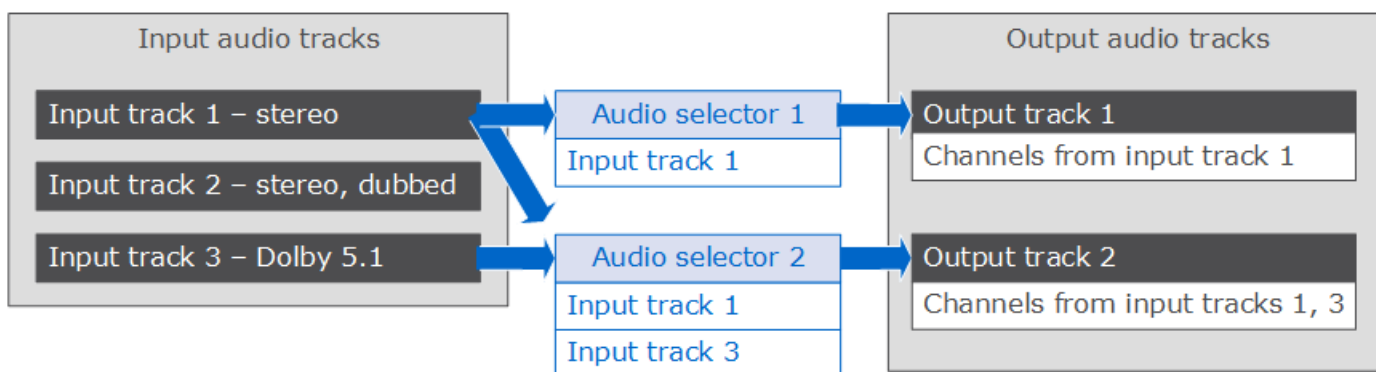 Input audio tracks
Input track 1 – stereo
Input track 2 – stereo, dubbed
Input track 3 – Dolby 5.1
Audio selector 1
Input track 1
Audio selector 2
Input track 1
Input track 3
Output audio tracks
Output track 1
Channels from input track 1
Output track 2
Channels from input tracks 1, 3